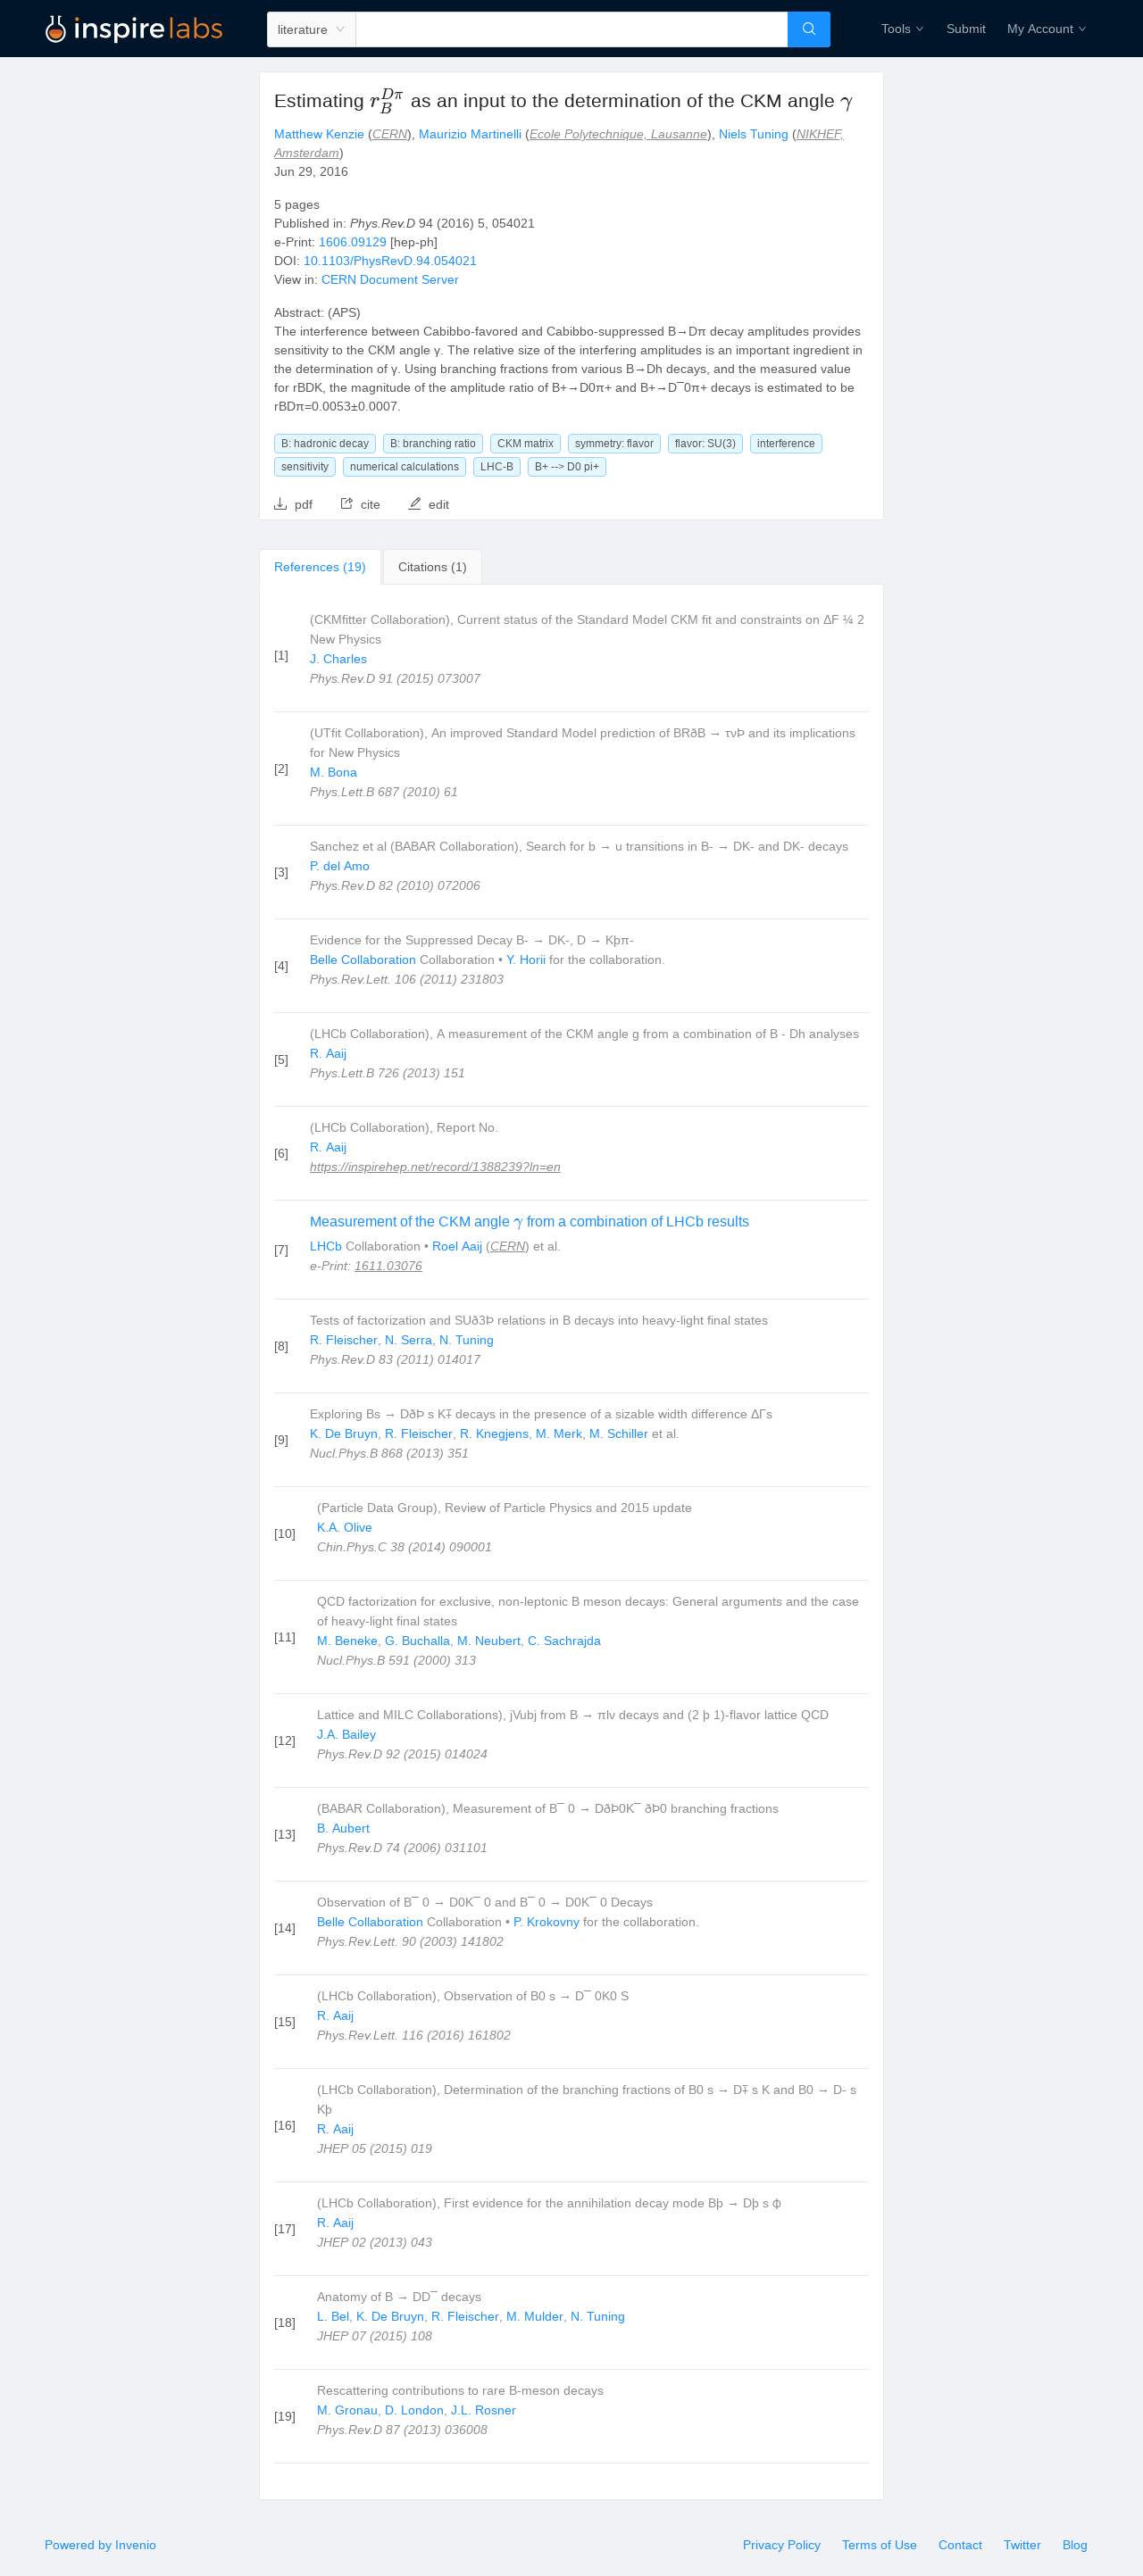 inspire labs
literature
Tools
Submit
My Account
Estimating r_B^{Dπ} as an input to the determination of the CKM angle γ
Matthew Kenzie (CERN), Maurizio Martinelli (Ecole Polytechnique, Lausanne), Niels Tuning (NIKHEF,
Amsterdam)
Jun 29, 2016
5 pages
Published in: Phys.Rev.D 94 (2016) 5, 054021
e-Print: 1606.09129 [hep-ph]
DOI: 10.1103/PhysRevD.94.054021
View in: CERN Document Server
Abstract: (APS)
The interference between Cabibbo-favored and Cabibbo-suppressed B→Dπ decay amplitudes provides
sensitivity to the CKM angle γ. The relative size of the interfering amplitudes is an important ingredient in
the determination of γ. Using branching fractions from various B→Dh decays, and the measured value
for rBDK, the magnitude of the amplitude ratio of B+→D0π+ and B+→D¯0π+ decays is estimated to be
rBDπ=0.0053±0.0007.
B: hadronic decay
B: branching ratio
CKM matrix
symmetry: flavor
flavor: SU(3)
interference
sensitivity
numerical calculations
LHC-B
B+ --> D0 pi+
pdf
cite
edit
References (19)
Citations (1)
[1]
(CKMfitter Collaboration), Current status of the Standard Model CKM fit and constraints on ΔF ¼ 2
New Physics
J. Charles
Phys.Rev.D 91 (2015) 073007
[2]
(UTfit Collaboration), An improved Standard Model prediction of BRðB → τνÞ and its implications
for New Physics
M. Bona
Phys.Lett.B 687 (2010) 61
[3]
Sanchez et al (BABAR Collaboration), Search for b → u transitions in B- → DK- and DK- decays
P. del Amo
Phys.Rev.D 82 (2010) 072006
[4]
Evidence for the Suppressed Decay B- → DK-, D → Kþπ-
Belle Collaboration Collaboration • Y. Horii for the collaboration.
Phys.Rev.Lett. 106 (2011) 231803
[5]
(LHCb Collaboration), A measurement of the CKM angle g from a combination of B - Dh analyses
R. Aaij
Phys.Lett.B 726 (2013) 151
[6]
(LHCb Collaboration), Report No.
R. Aaij
https://inspirehep.net/record/1388239?ln=en
[7]
Measurement of the CKM angle γ from a combination of LHCb results
LHCb Collaboration • Roel Aaij (CERN) et al.
e-Print: 1611.03076
[8]
Tests of factorization and SUð3Þ relations in B decays into heavy-light final states
R. Fleischer, N. Serra, N. Tuning
Phys.Rev.D 83 (2011) 014017
[9]
Exploring Bs → DðÞ s K∓ decays in the presence of a sizable width difference ΔΓs
K. De Bruyn, R. Fleischer, R. Knegjens, M. Merk, M. Schiller et al.
Nucl.Phys.B 868 (2013) 351
[10]
(Particle Data Group), Review of Particle Physics and 2015 update
K.A. Olive
Chin.Phys.C 38 (2014) 090001
[11]
QCD factorization for exclusive, non-leptonic B meson decays: General arguments and the case
of heavy-light final states
M. Beneke, G. Buchalla, M. Neubert, C. Sachrajda
Nucl.Phys.B 591 (2000) 313
[12]
Lattice and MILC Collaborations), jVubj from B → πlν decays and (2 þ 1)-flavor lattice QCD
J.A. Bailey
Phys.Rev.D 92 (2015) 014024
[13]
(BABAR Collaboration), Measurement of B¯ 0 → DðÞ0K¯ ðÞ0 branching fractions
B. Aubert
Phys.Rev.D 74 (2006) 031101
[14]
Observation of B¯ 0 → D0K¯ 0 and B¯ 0 → D0K¯ 0 Decays
Belle Collaboration Collaboration • P. Krokovny for the collaboration.
Phys.Rev.Lett. 90 (2003) 141802
[15]
(LHCb Collaboration), Observation of B0 s → D¯ 0K0 S
R. Aaij
Phys.Rev.Lett. 116 (2016) 161802
[16]
(LHCb Collaboration), Determination of the branching fractions of B0 s → D∓ s K and B0 → D- s
Kþ
R. Aaij
JHEP 05 (2015) 019
[17]
(LHCb Collaboration), First evidence for the annihilation decay mode Bþ → Dþ s ϕ
R. Aaij
JHEP 02 (2013) 043
[18]
Anatomy of B → DD¯ decays
L. Bel, K. De Bruyn, R. Fleischer, M. Mulder, N. Tuning
JHEP 07 (2015) 108
[19]
Rescattering contributions to rare B-meson decays
M. Gronau, D. London, J.L. Rosner
Phys.Rev.D 87 (2013) 036008
Powered by Invenio
Privacy Policy
Terms of Use
Contact
Twitter
Blog